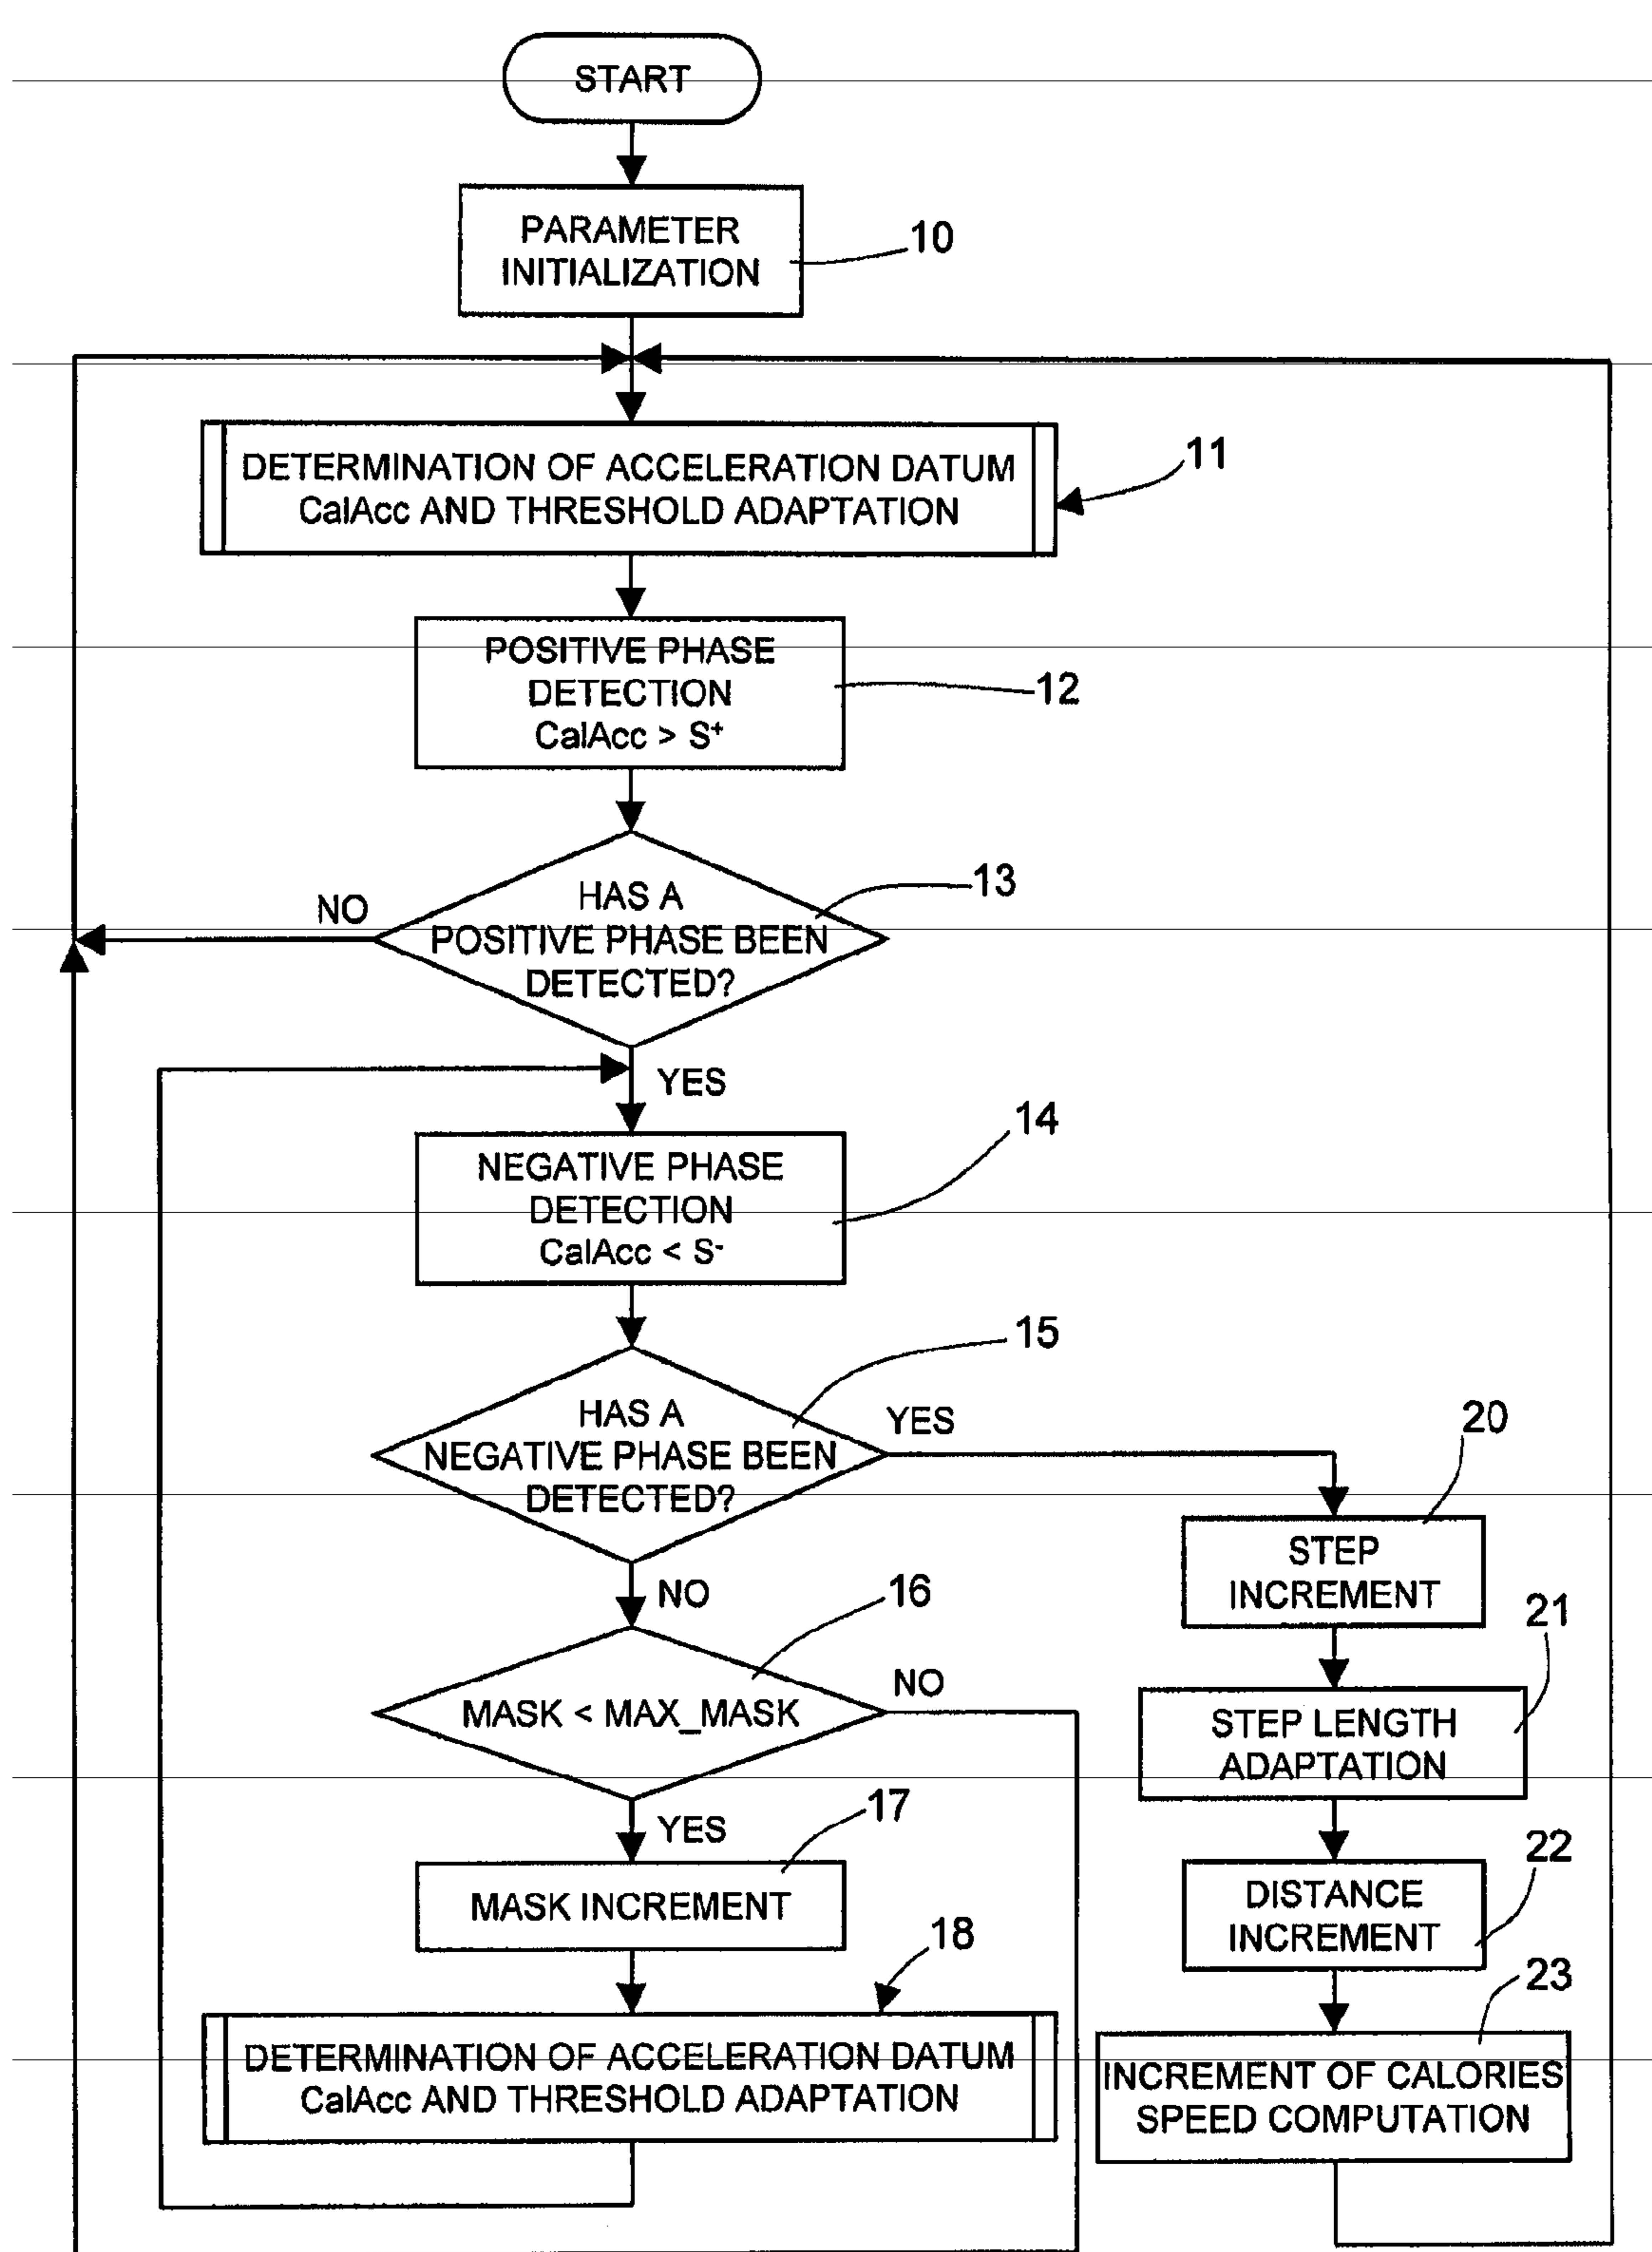 START
PARAMETER
INITIALIZATION
10
DETERMINATION OF ACCELERATION DATUM
CalAcc AND THRESHOLD ADAPTATION
11
POSITIVE PHASE
DETECTION
CalAcc > S⁺
12
HAS A
POSITIVE PHASE BEEN
DETECTED?
13
NO
YES
NEGATIVE PHASE
DETECTION
CalAcc < S⁻
14
HAS A
NEGATIVE PHASE BEEN
DETECTED?
15
YES
NO
MASK < MAX_MASK
16
NO
YES
MASK INCREMENT
17
DETERMINATION OF ACCELERATION DATUM
CalAcc AND THRESHOLD ADAPTATION
18
STEP
INCREMENT
20
STEP LENGTH
ADAPTATION
21
DISTANCE
INCREMENT
22
INCREMENT OF CALORIES
SPEED COMPUTATION
23